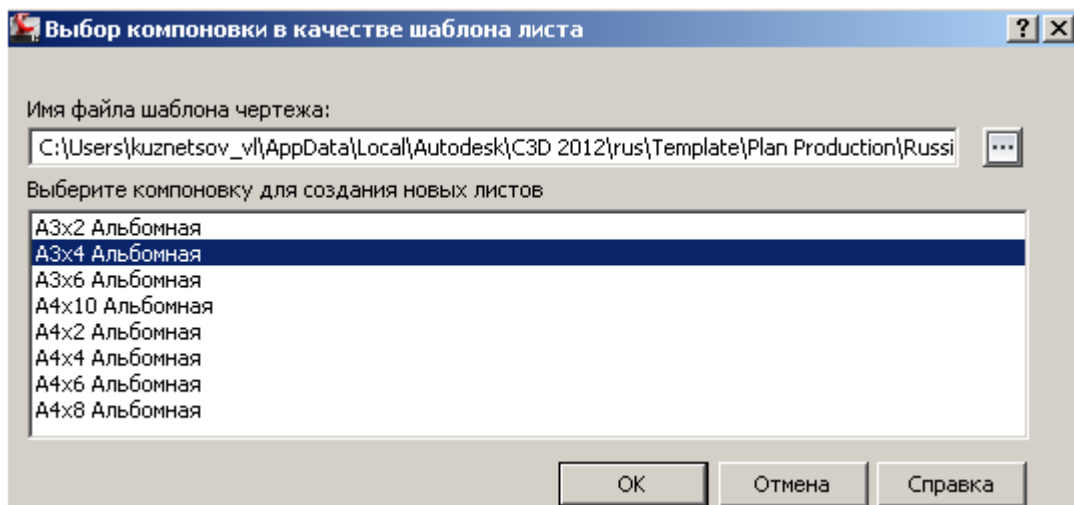 Выбор компоновки в качестве шаблона листа
Имя файла шаблона чертежа:
C:\Users\kuznetsov_vl\AppData\Local\Autodesk\C3D 2012\rus\Template\Plan Production\Russi
Выберите компоновку для создания новых листов
А3х2 Альбомная
А3х4 Альбомная
А3х6 Альбомная
А4х10 Альбомная
А4х2 Альбомная
А4х4 Альбомная
А4х6 Альбомная
А4х8 Альбомная
OK Отмена Справка